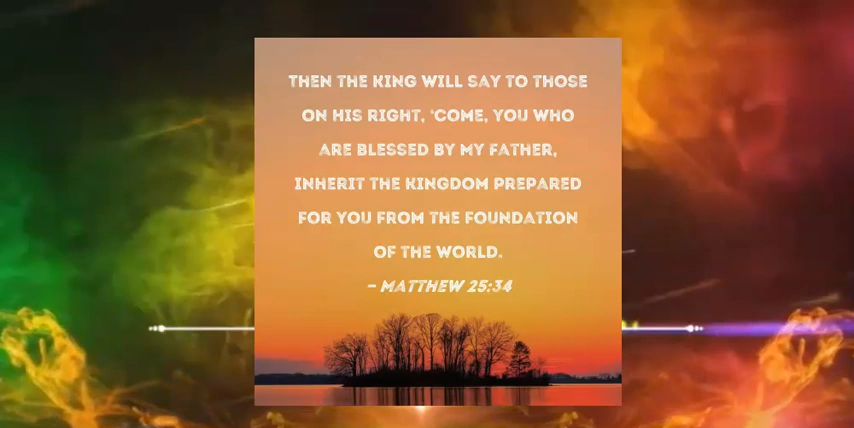 THEN THE KING WILL SAY TO THOSE
ON HIS RIGHT, 'COME, YOU WHO
ARE BLESSED BY MY FATHER,
INHERIT THE KINGDOM PREPARED
FOR YOU FROM THE FOUNDATION
OF THE WORLD.
– MATTHEW 25:34